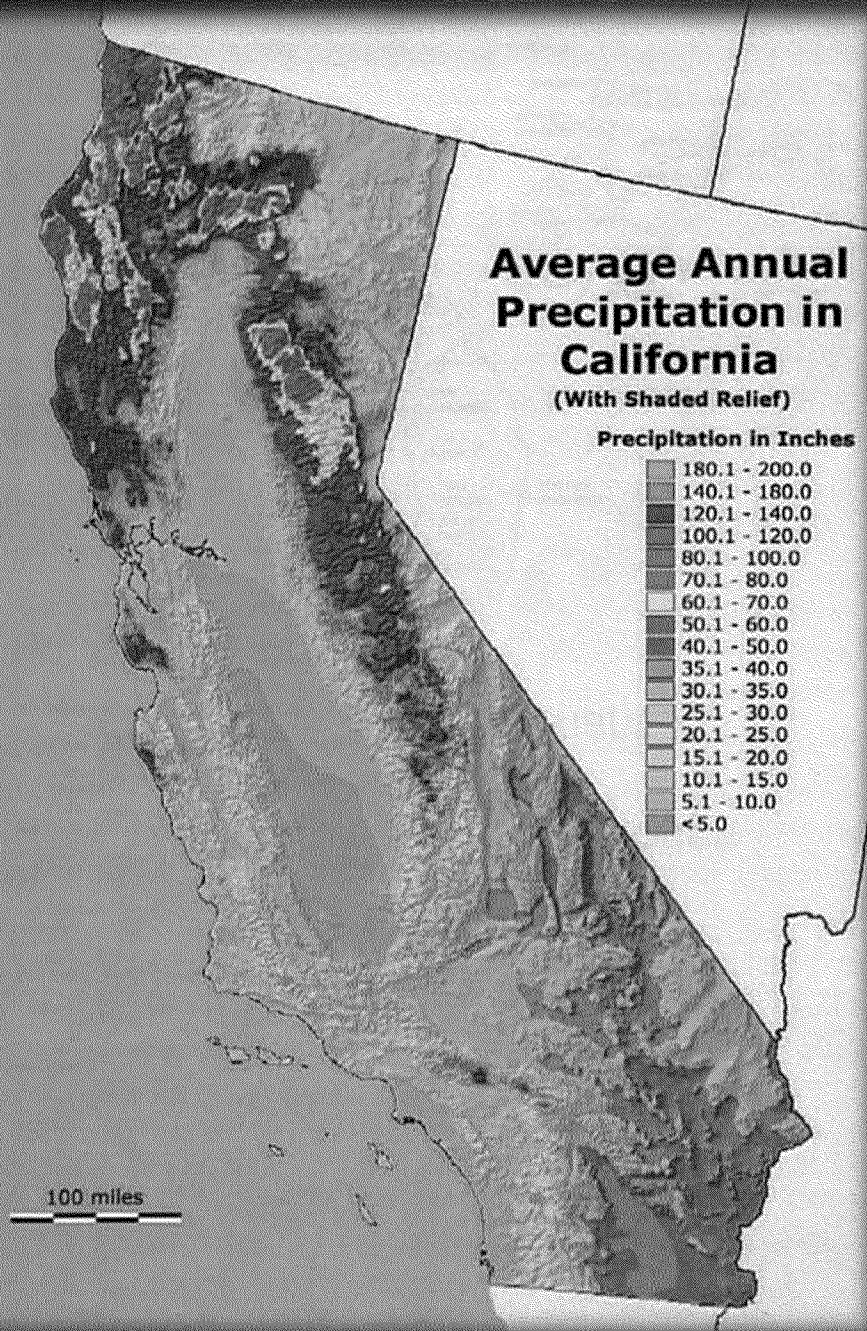 Average Annual
Precipitation in
California
(With Shaded Relief)
Precipitation in Inches
180.1 - 200.0
140.1 - 180.0
120.1 - 140.0
100.1 - 120.0
80.1 - 100.0
70.1 - 80.0
60.1 - 70.0
50.1 - 60.0
40.1 - 50.0
35.1 - 40.0
30.1 - 35.0
25.1 - 30.0
20.1 - 25.0
15.1 - 20.0
10.1 - 15.0
5.1 - 10.0
<5.0
100 miles